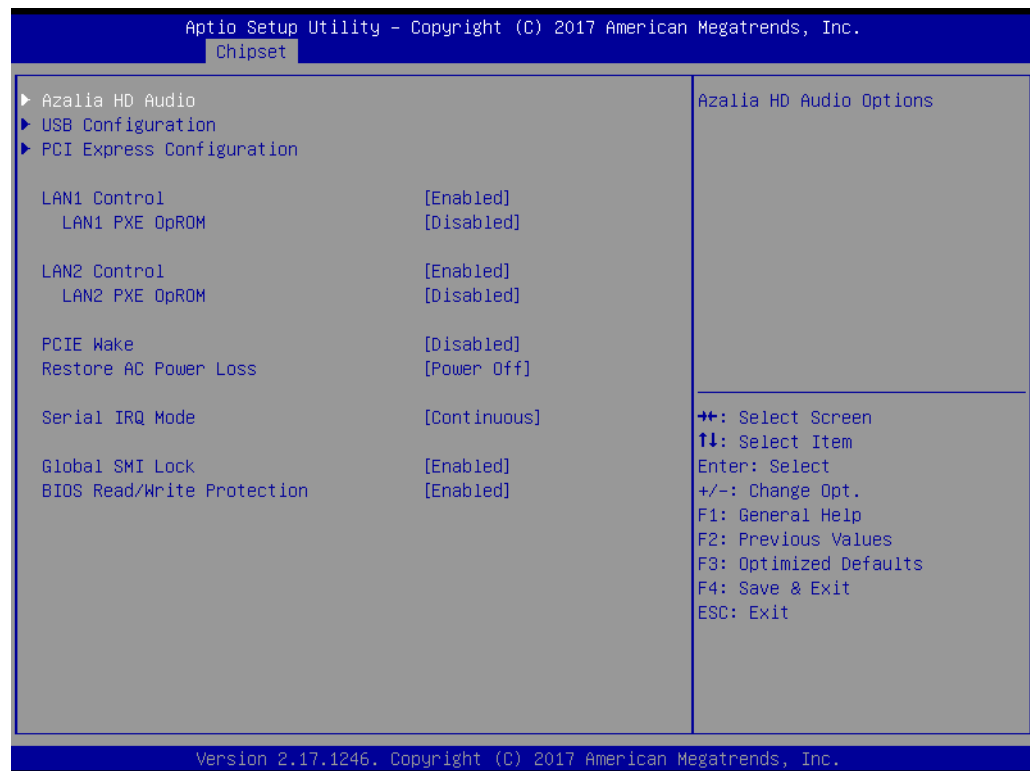 Aptio Setup Utility – Copyright (C) 2017 American Megatrends, Inc.
Chipset
▶ Azalia HD Audio
▶ USB Configuration
▶ PCI Express Configuration
LAN1 Control [Enabled]
LAN1 PXE OpROM [Disabled]
LAN2 Control [Enabled]
LAN2 PXE OpROM [Disabled]
PCIE Wake [Disabled]
Restore AC Power Loss [Power Off]
Serial IRQ Mode [Continuous]
Global SMI Lock [Enabled]
BIOS Read/Write Protection [Enabled]
Azalia HD Audio Options
→←: Select Screen
↑↓: Select Item
Enter: Select
+/-: Change Opt.
F1: General Help
F2: Previous Values
F3: Optimized Defaults
F4: Save & Exit
ESC: Exit
Version 2.17.1246. Copyright (C) 2017 American Megatrends, Inc.